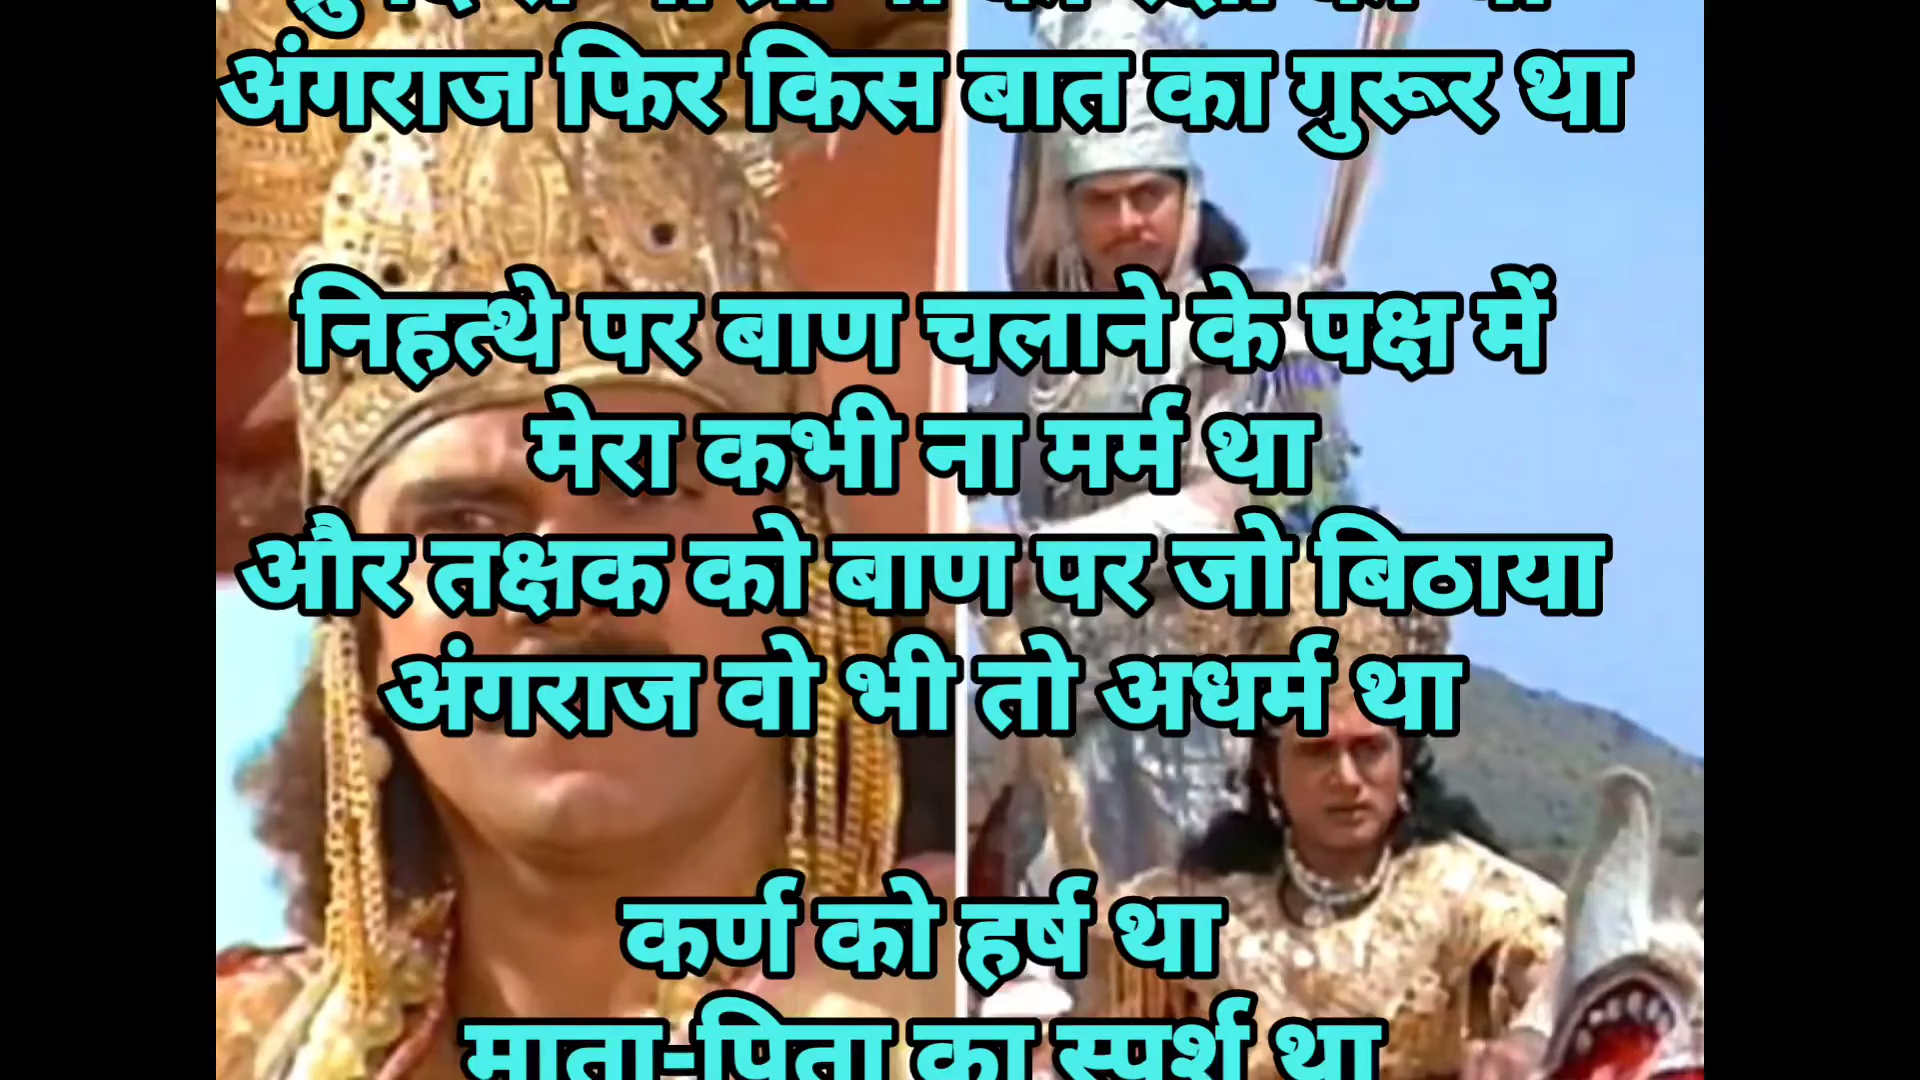 अंगराज फिर किस बात का गुरूर था
निहत्थे पर बाण चलाने के पक्ष में
मेरा कभी ना मर्म था
और तक्षक को बाण पर जो बिठाया
अंगराज वो भी तो अधर्म था
कर्ण को हर्ष था
माता-पिता का स्पर्श था